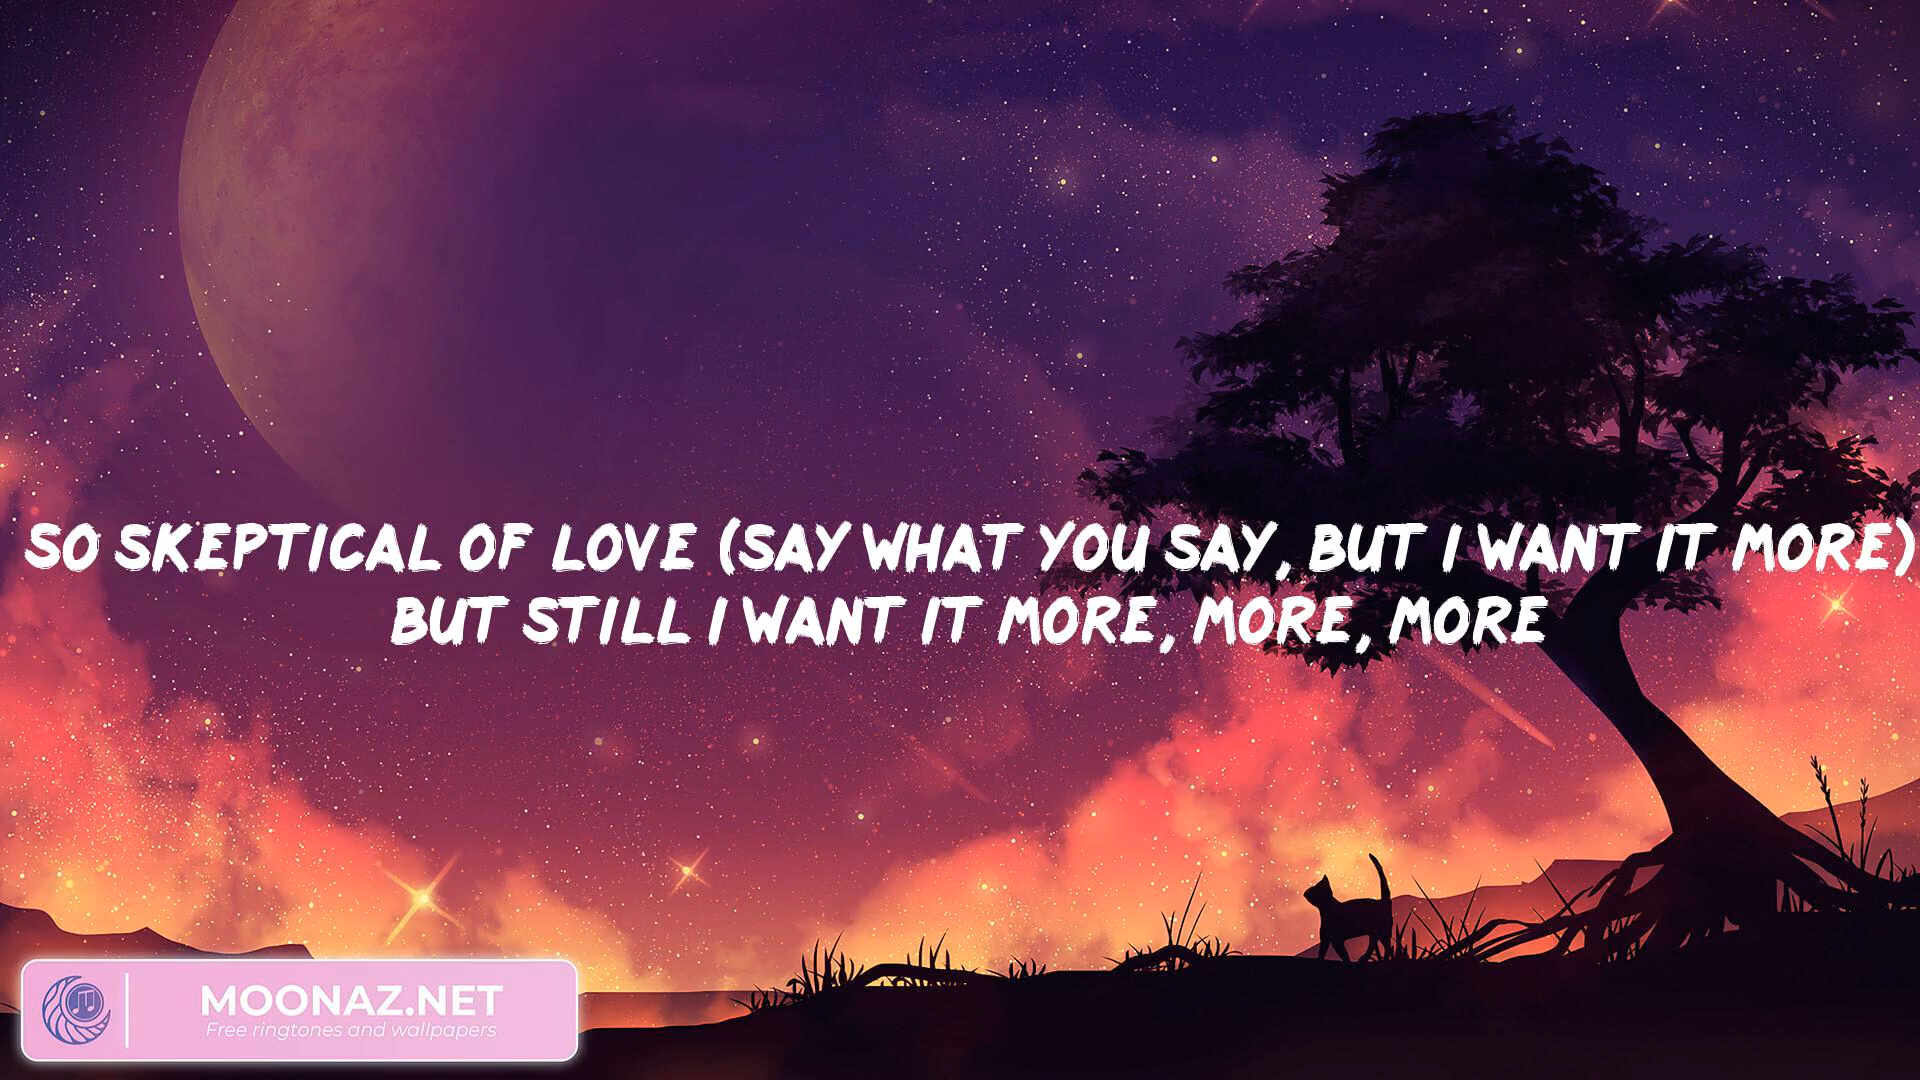 SO SKEPTICAL OF LOVE (SAY WHAT YOU SAY, BUT I WANT IT MORE)
BUT STILL I WANT IT MORE, MORE, MORE
MOONAZ.NET
Free ringtones and wallpapers